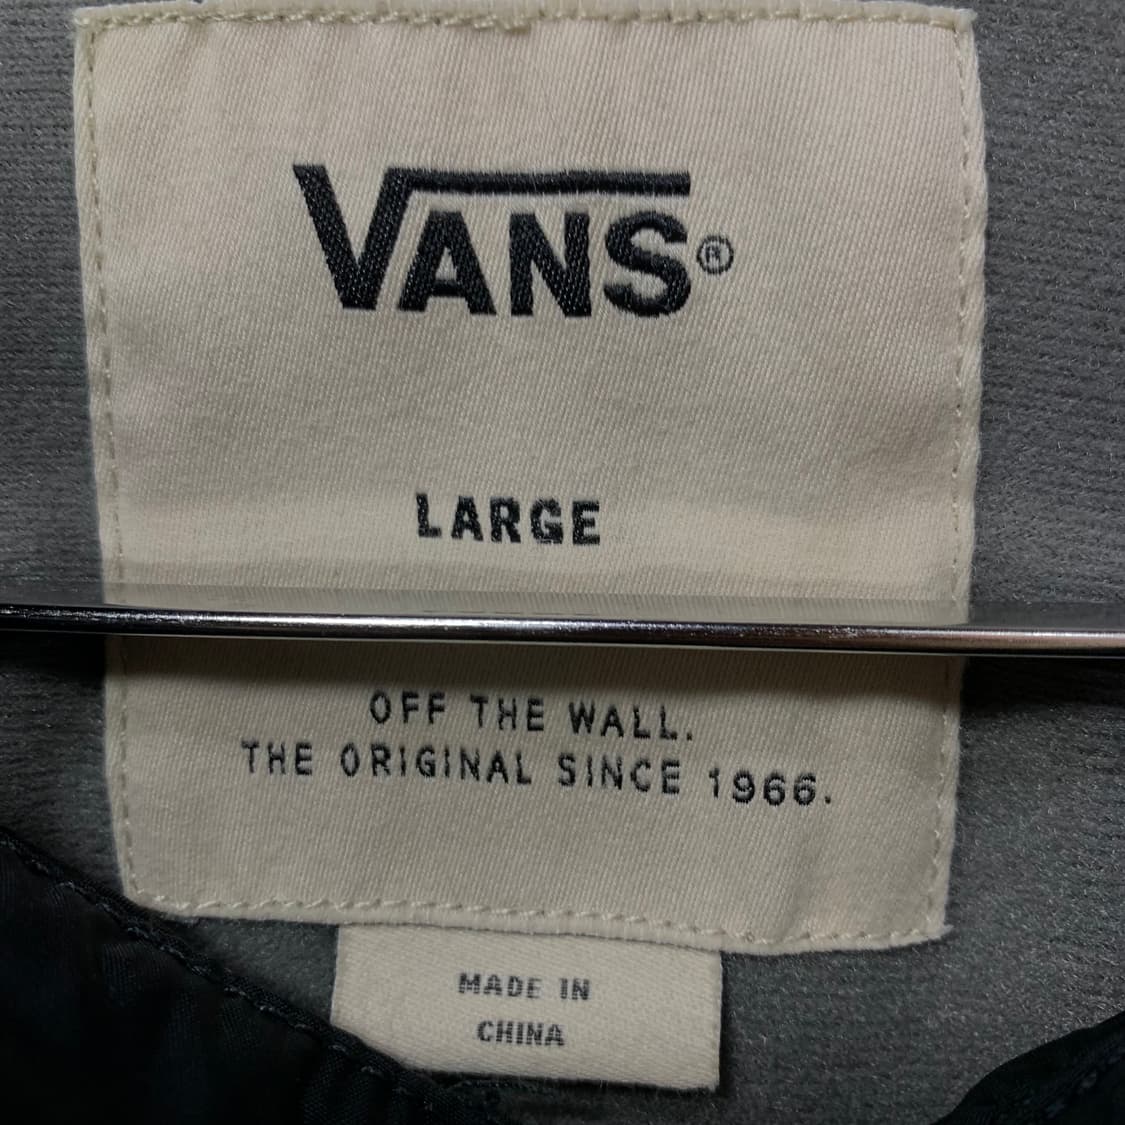 VANS®
LARGE
OFF THE WALL.
THE ORIGINAL SINCE 1966.
MADE IN
CHINA